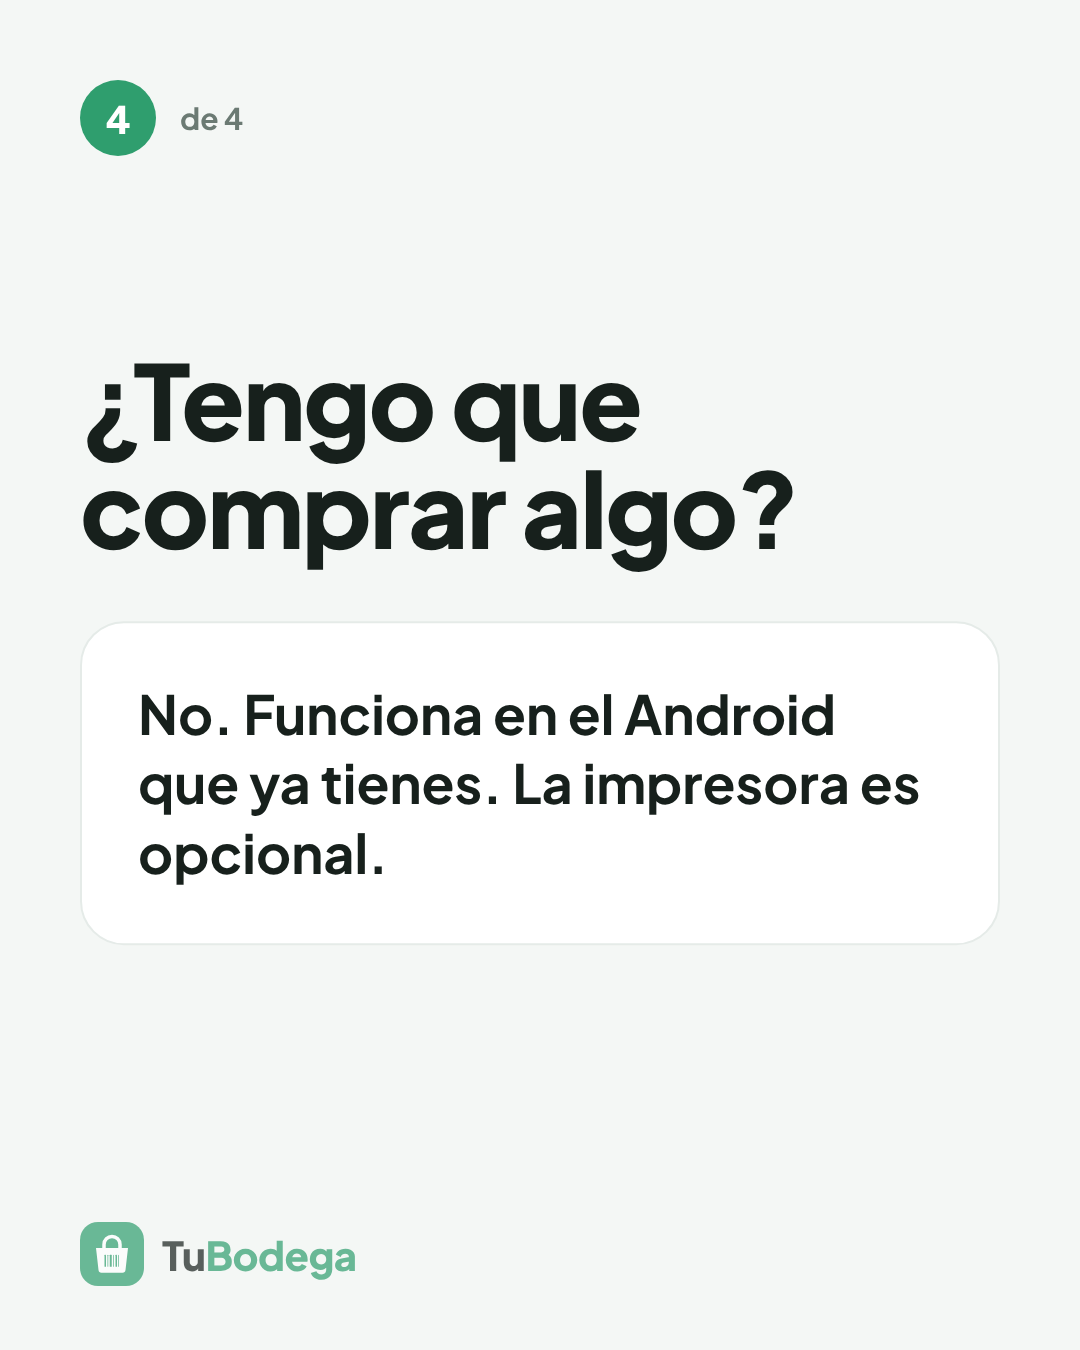 4 de 4
¿Tengo que
comprar algo?
No. Funciona en el Android
que ya tienes. La impresora es
opcional.
TuBodega